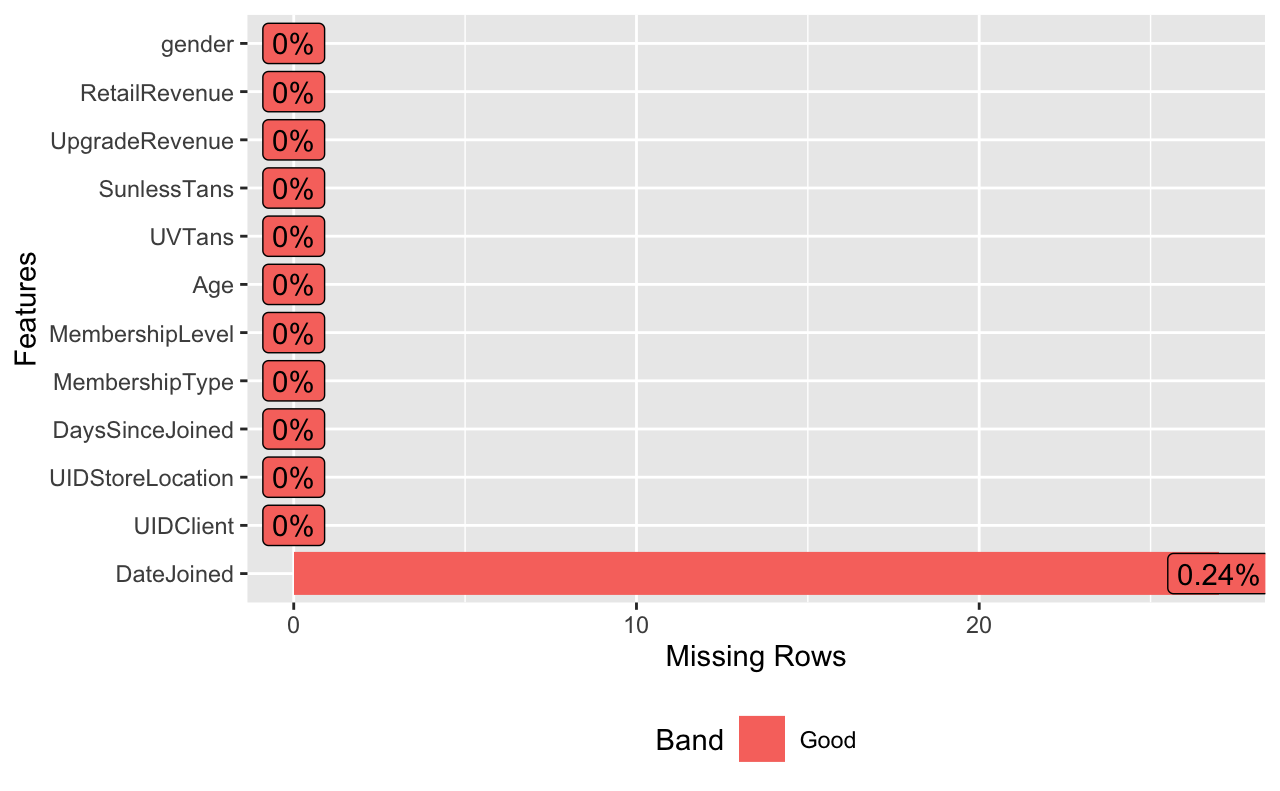 gender 0%
RetailRevenue 0%
UpgradeRevenue 0%
SunlessTans 0%
UVTans 0%
Age 0%
MembershipLevel 0%
MembershipType 0%
DaysSinceJoined 0%
UIDStoreLocation 0%
UIDClient 0%
DateJoined 0.24%
Features
0 10 20
Missing Rows
Band Good